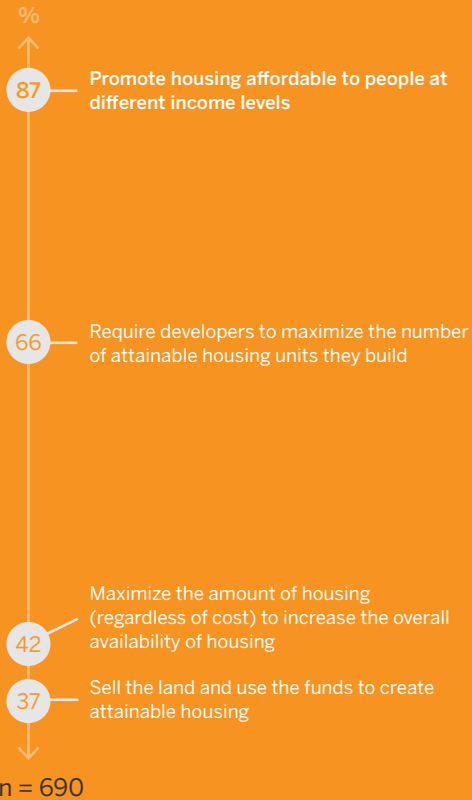 %
87
Promote housing affordable to people at
different income levels
66
Require developers to maximize the number
of attainable housing units they build
Maximize the amount of housing
(regardless of cost) to increase the overall
availability of housing
42
Sell the land and use the funds to create
attainable housing
37
n = 690